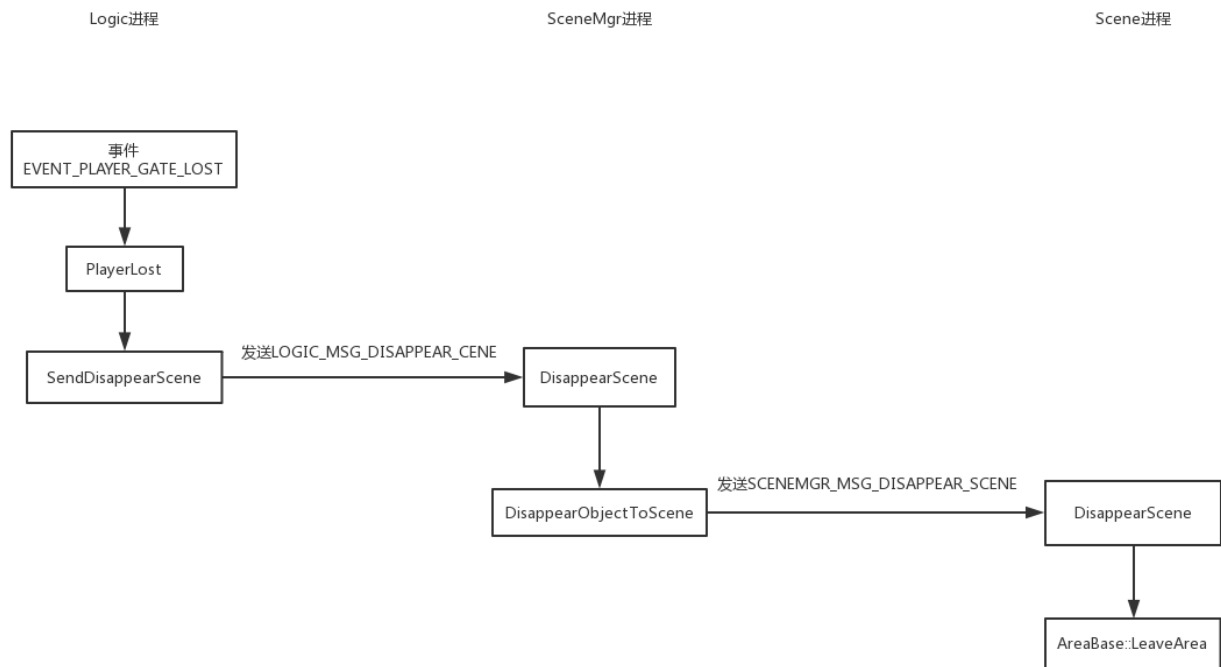 Logic进程
SceneMgr进程
Scene进程
事件
EVENT_PLAYER_GATE_LOST
PlayerLost
发送LOGIC_MSG_DISAPPEAR_CENE
SendDisappearScene
DisappearScene
发送SCENEMGR_MSG_DISAPPEAR_SCENE
DisappearObjectToScene
DisappearScene
AreaBase::LeaveArea